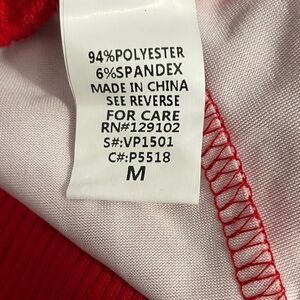 94%POLYESTER
6%SPANDEX
MADE IN CHINA
SEE REVERSE
FOR CARE
RN#129102
S#:VP1501
C#:P5518
M